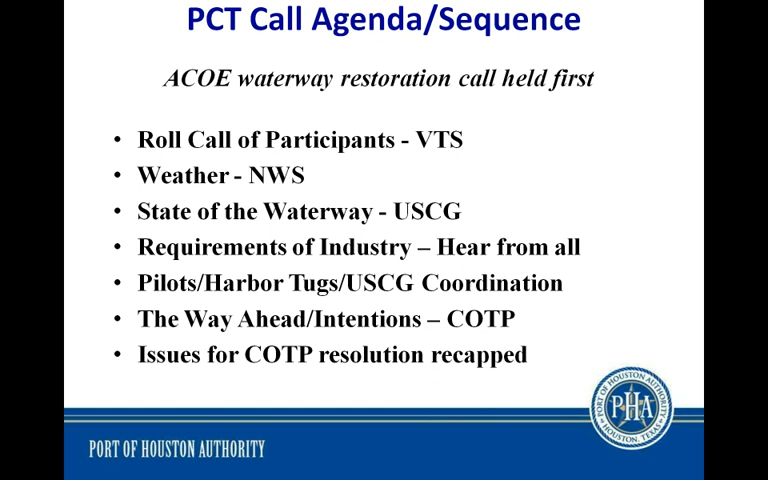 PCT Call Agenda/Sequence
ACOE waterway restoration call held first
• Roll Call of Participants - VTS
• Weather - NWS
• State of the Waterway - USCG
• Requirements of Industry – Hear from all
• Pilots/Harbor Tugs/USCG Coordination
• The Way Ahead/Intentions – COTP
• Issues for COTP resolution recapped
PORT OF HOUSTON AUTHORITY
PHA
HOUSTON, TEXAS
PORT OF HOUSTON AUTHORITY